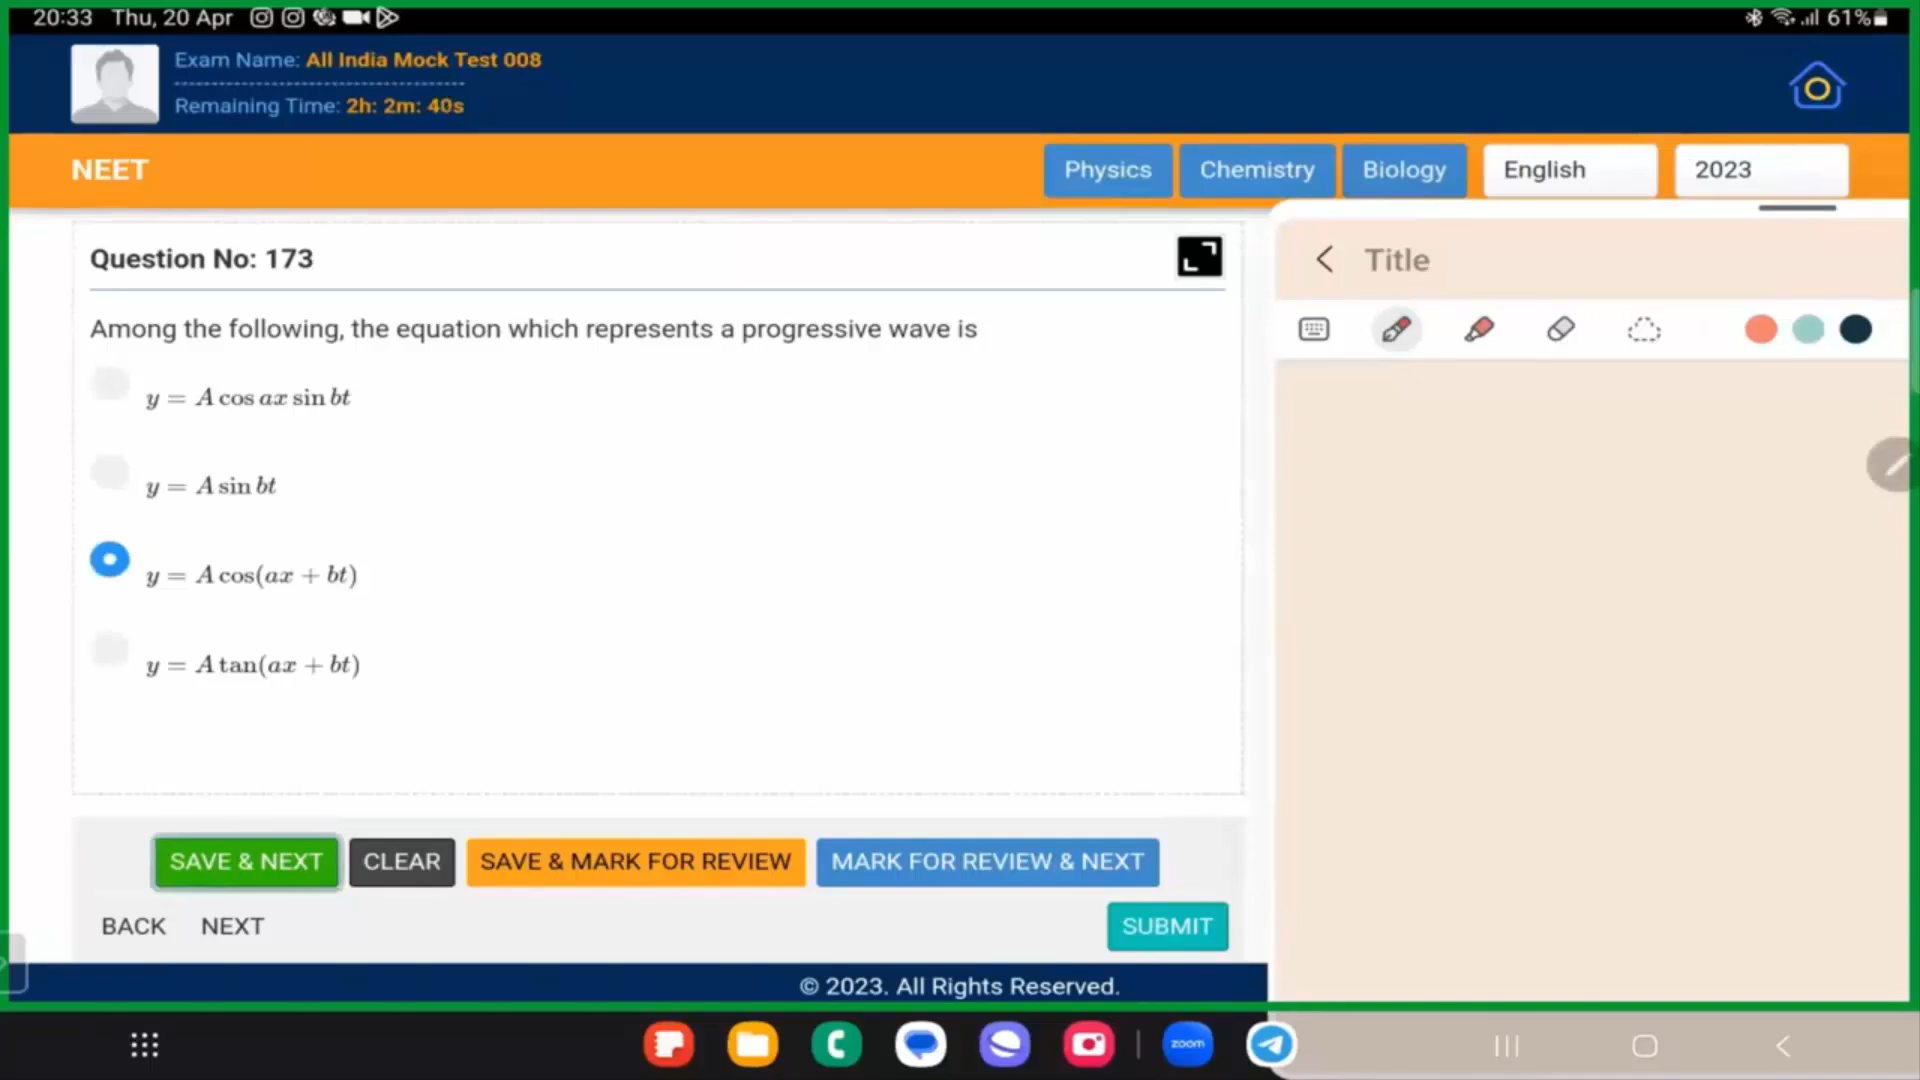 20:33 Thu, 20 Apr
61%
Exam Name: All India Mock Test 008
Remaining Time: 2h: 2m: 40s
NEET
Physics
Chemistry
Biology
English
2023
Question No: 173
Title
Among the following, the equation which represents a progressive wave is
y = A cos ax sin bt
y = A sin bt
y = A cos(ax + bt)
y = A tan(ax + bt)
SAVE & NEXT
CLEAR
SAVE & MARK FOR REVIEW
MARK FOR REVIEW & NEXT
BACK
NEXT
SUBMIT
© 2023. All Rights Reserved.
zoom